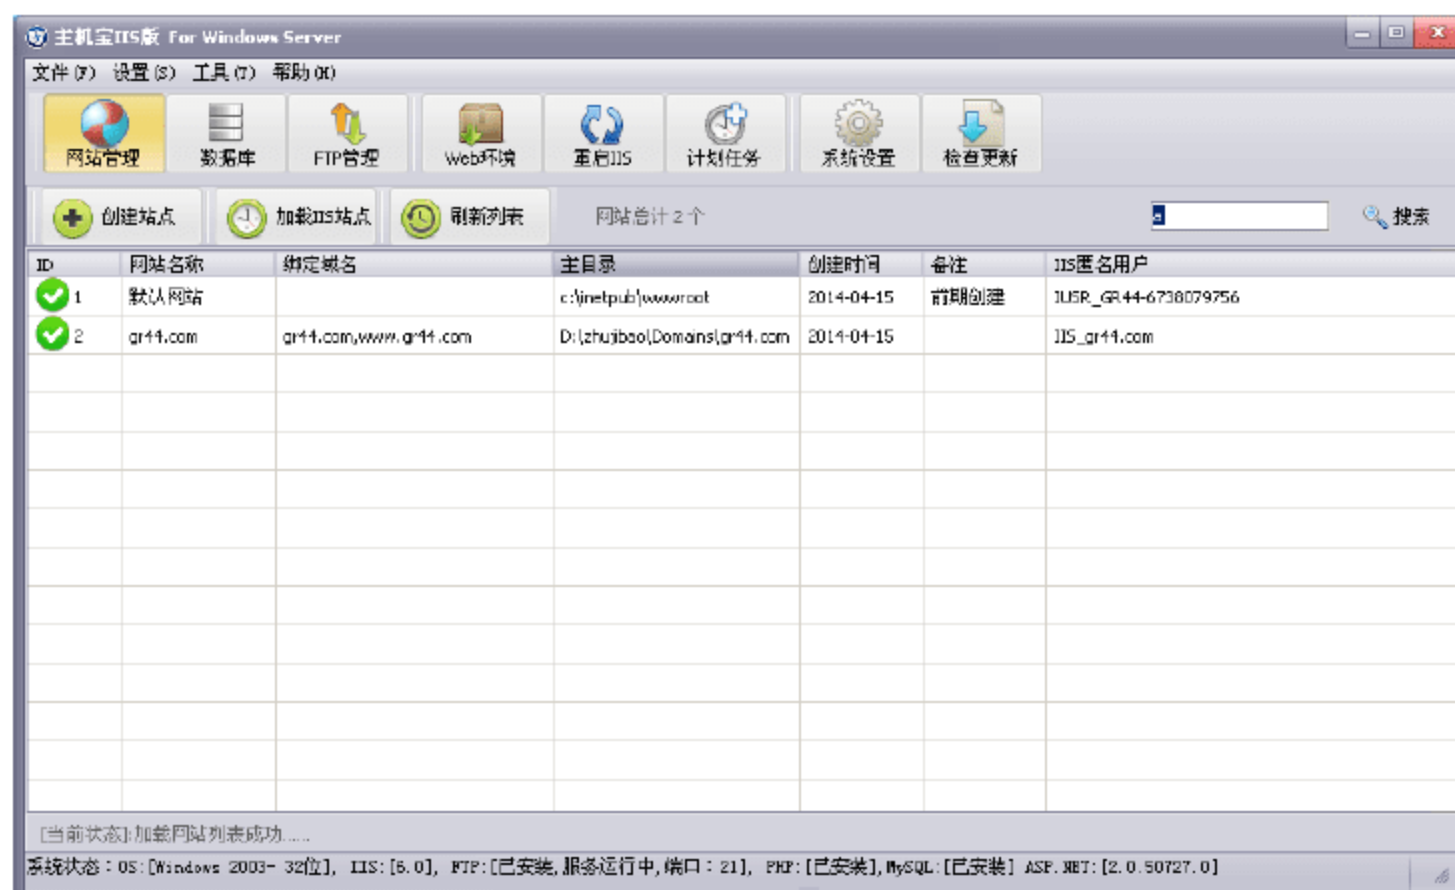 主机宝IIS版 For Windows Server
文件(F) 设置(S) 工具(T) 帮助(H)
网站管理 数据库 FTP管理 Web环境 重启IIS 计划任务 系统设置 检查更新
创建站点 加载IIS站点 刷新列表 网站总计 2 个 a 搜索
ID 网站名称 绑定域名 主目录 创建时间 备注 IIS匿名用户
1 默认网站 c:\inetpub\wwwroot 2014-04-15 前期创建 IUSR_GR44-6738079756
2 gr44.com gr44.com,www.gr44.com D:\zhujibao\Domains\gr44.com 2014-04-15 IIS_gr44.com
[当前状态]:加载网站列表成功......
系统状态：OS:[Windows 2003- 32位], IIS:[6.0], FTP:[已安装,服务运行中,端口：21], PHP:[已安装],MySQL:[已安装] ASP.NET:[2.0.50727.0]